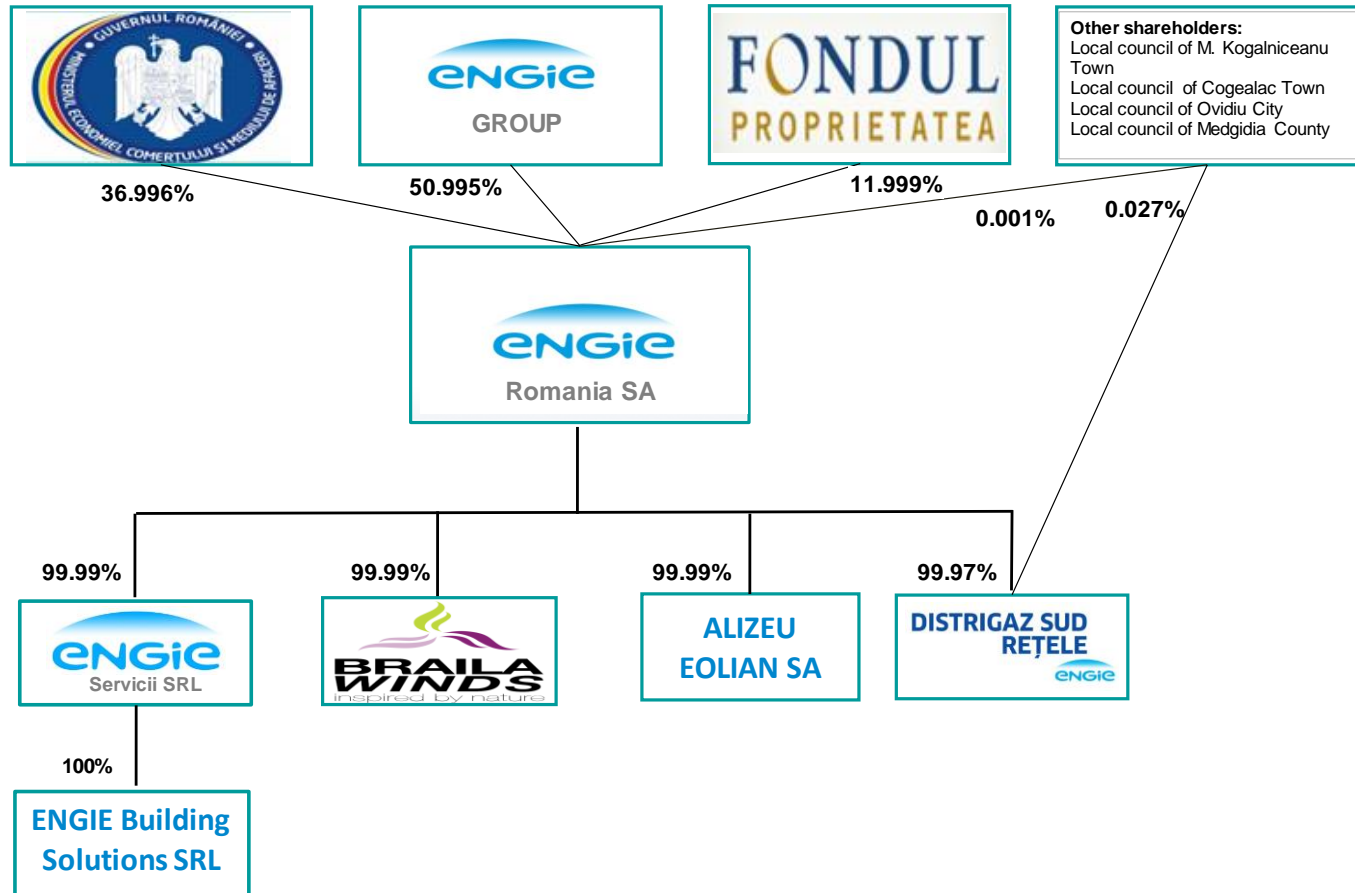 GUVERNUL ROMÂNIEI
MINISTERUL ECONOMIEI, COMERȚULUI ȘI MEDIULUI DE AFACERI
ENGIE
GROUP
FONDUL
PROPRIETATEA
Other shareholders:
Local council of M. Kogalniceanu
Town
Local council of Cogealac Town
Local council of Ovidiu City
Local council of Medgidia County
36.996%
50.995%
11.999%
0.001%
0.027%
ENGIE
Romania SA
99.99%
99.99%
99.99%
99.97%
ENGIE
Servicii SRL
BRAILA
WINDS
inspired by nature
ALIZEU
EOLIAN SA
DISTRIGAZ SUD
REȚELE
ENGIE
100%
ENGIE Building
Solutions SRL